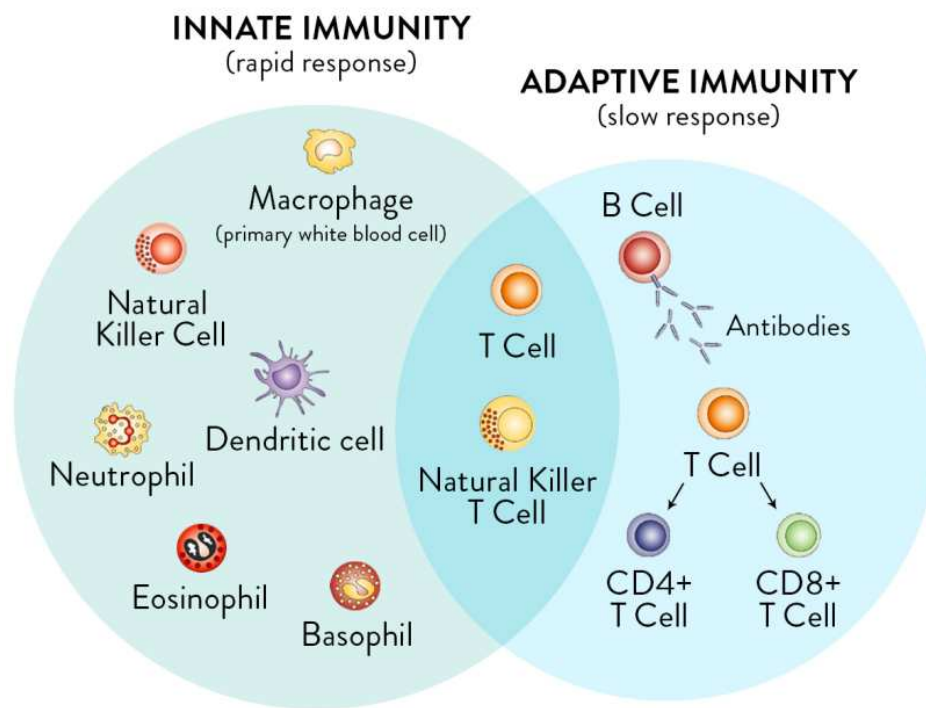 INNATE IMMUNITY
(rapid response)
ADAPTIVE IMMUNITY
(slow response)
Macrophage
(primary white blood cell)
Natural
Killer Cell
Dendritic cell
Neutrophil
Eosinophil
Basophil
T Cell
Natural Killer
T Cell
B Cell
Antibodies
T Cell
CD4+
T Cell
CD8+
T Cell